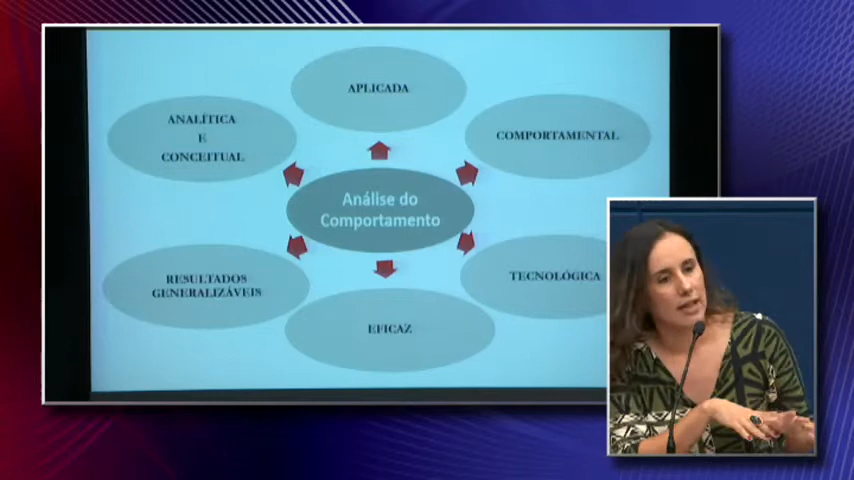 APLICADA
ANALÍTICA
E
CONCEITUAL
COMPORTAMENTAL
Análise do
Comportamento
RESULTADOS
GENERALIZÁVEIS
TECNOLÓGICA
EFICAZ